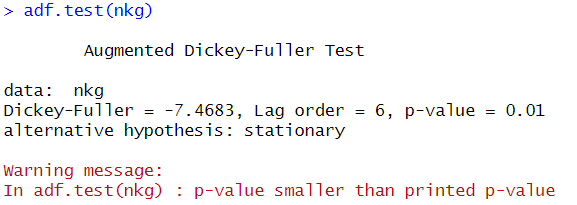 > adf.test(nkg)
Augmented Dickey-Fuller Test
data:  nkg
Dickey-Fuller = -7.4683, Lag order = 6, p-value = 0.01
alternative hypothesis: stationary
Warning message:
In adf.test(nkg) : p-value smaller than printed p-value